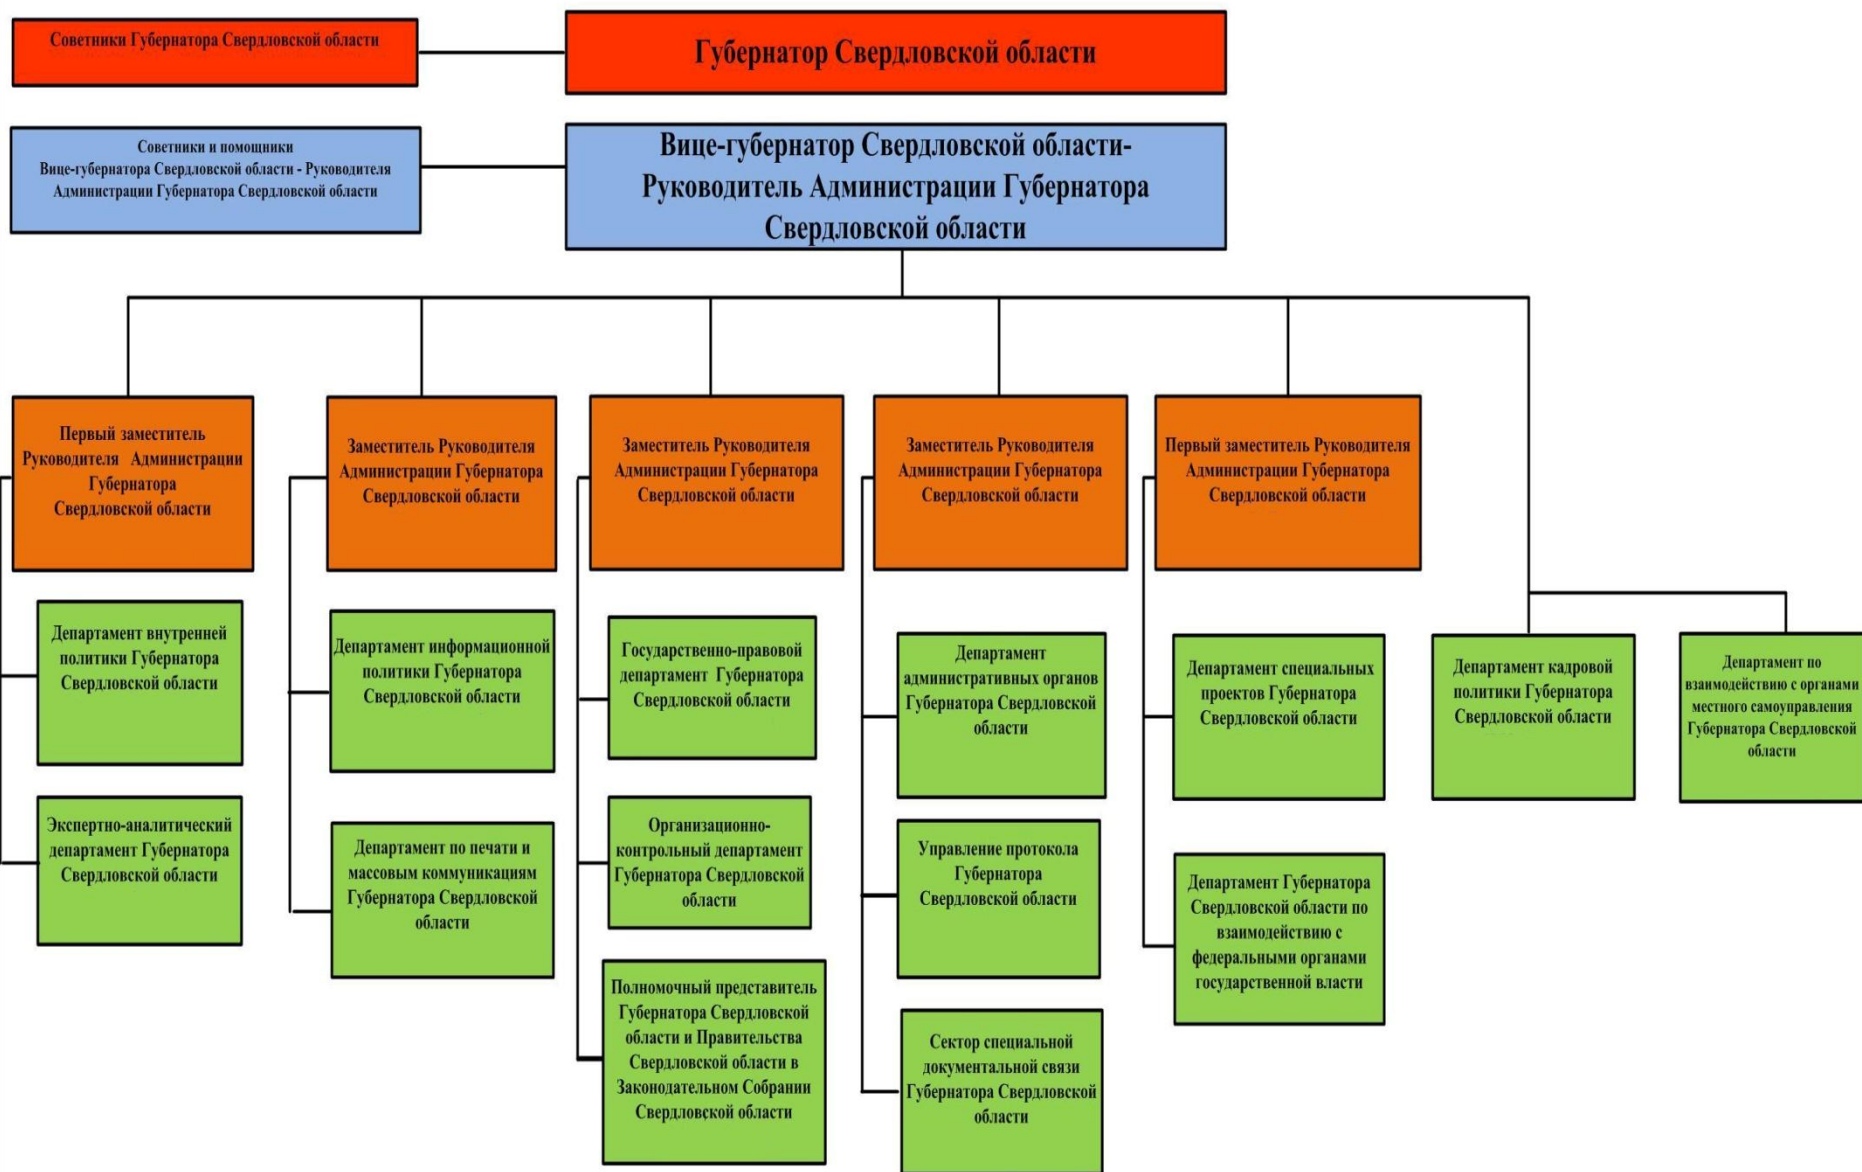 Советники Губернатора Свердловской области
Губернатор Свердловской области
Советники и помощники
Вице-губернатора Свердловской области - Руководителя
Администрации Губернатора Свердловской области
Вице-губернатор Свердловской области-
Руководитель Администрации Губернатора
Свердловской области
Первый заместитель
Руководителя Администрации
Губернатора
Свердловской области
Заместитель Руководителя
Администрации Губернатора
Свердловской области
Заместитель Руководителя
Администрации Губернатора
Свердловской области
Заместитель Руководителя
Администрации Губернатора
Свердловской области
Первый заместитель Руководителя
Администрации Губернатора
Свердловской области
Департамент внутренней
политики Губернатора
Свердловской области
Департамент информационной
политики Губернатора
Свердловской области
Государственно-правовой
департамент Губернатора
Свердловской области
Департамент
административных органов
Губернатора Свердловской
области
Департамент специальных
проектов Губернатора
Свердловской области
Департамент кадровой
политики Губернатора
Свердловской области
Департамент по
взаимодействию с органами
местного самоуправления
Губернатора Свердловской
области
Экспертно-аналитический
департамент Губернатора
Свердловской области
Департамент по печати и
массовым коммуникациям
Губернатора Свердловской
области
Организационно-
контрольный департамент
Губернатора Свердловской
области
Управление протокола
Губернатора
Свердловской области
Департамент Губернатора
Свердловской области по
взаимодействию с
федеральными органами
государственной власти
Полномочный представитель
Губернатора Свердловской
области и Правительства
Свердловской области в
Законодательном Собрании
Свердловской области
Сектор специальной
документальной связи
Губернатора Свердловской
области